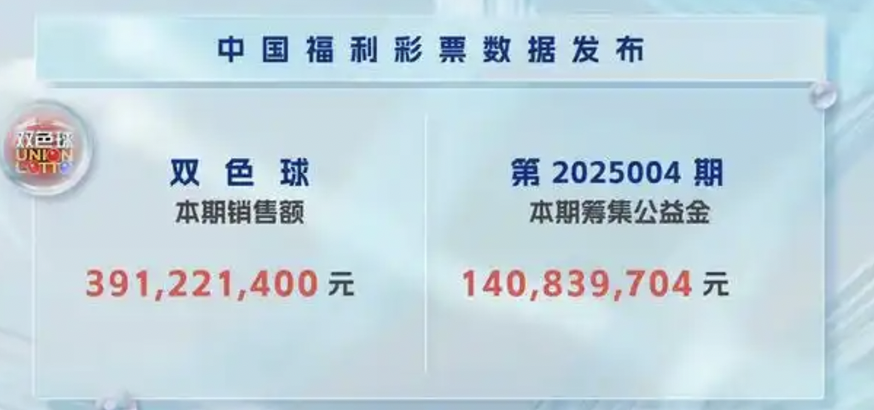 中国福利彩票数据发布
双色球
UNION
LOTTO
双色球
本期销售额
391,221,400 元
第 2025004 期
本期筹集公益金
140,839,704 元